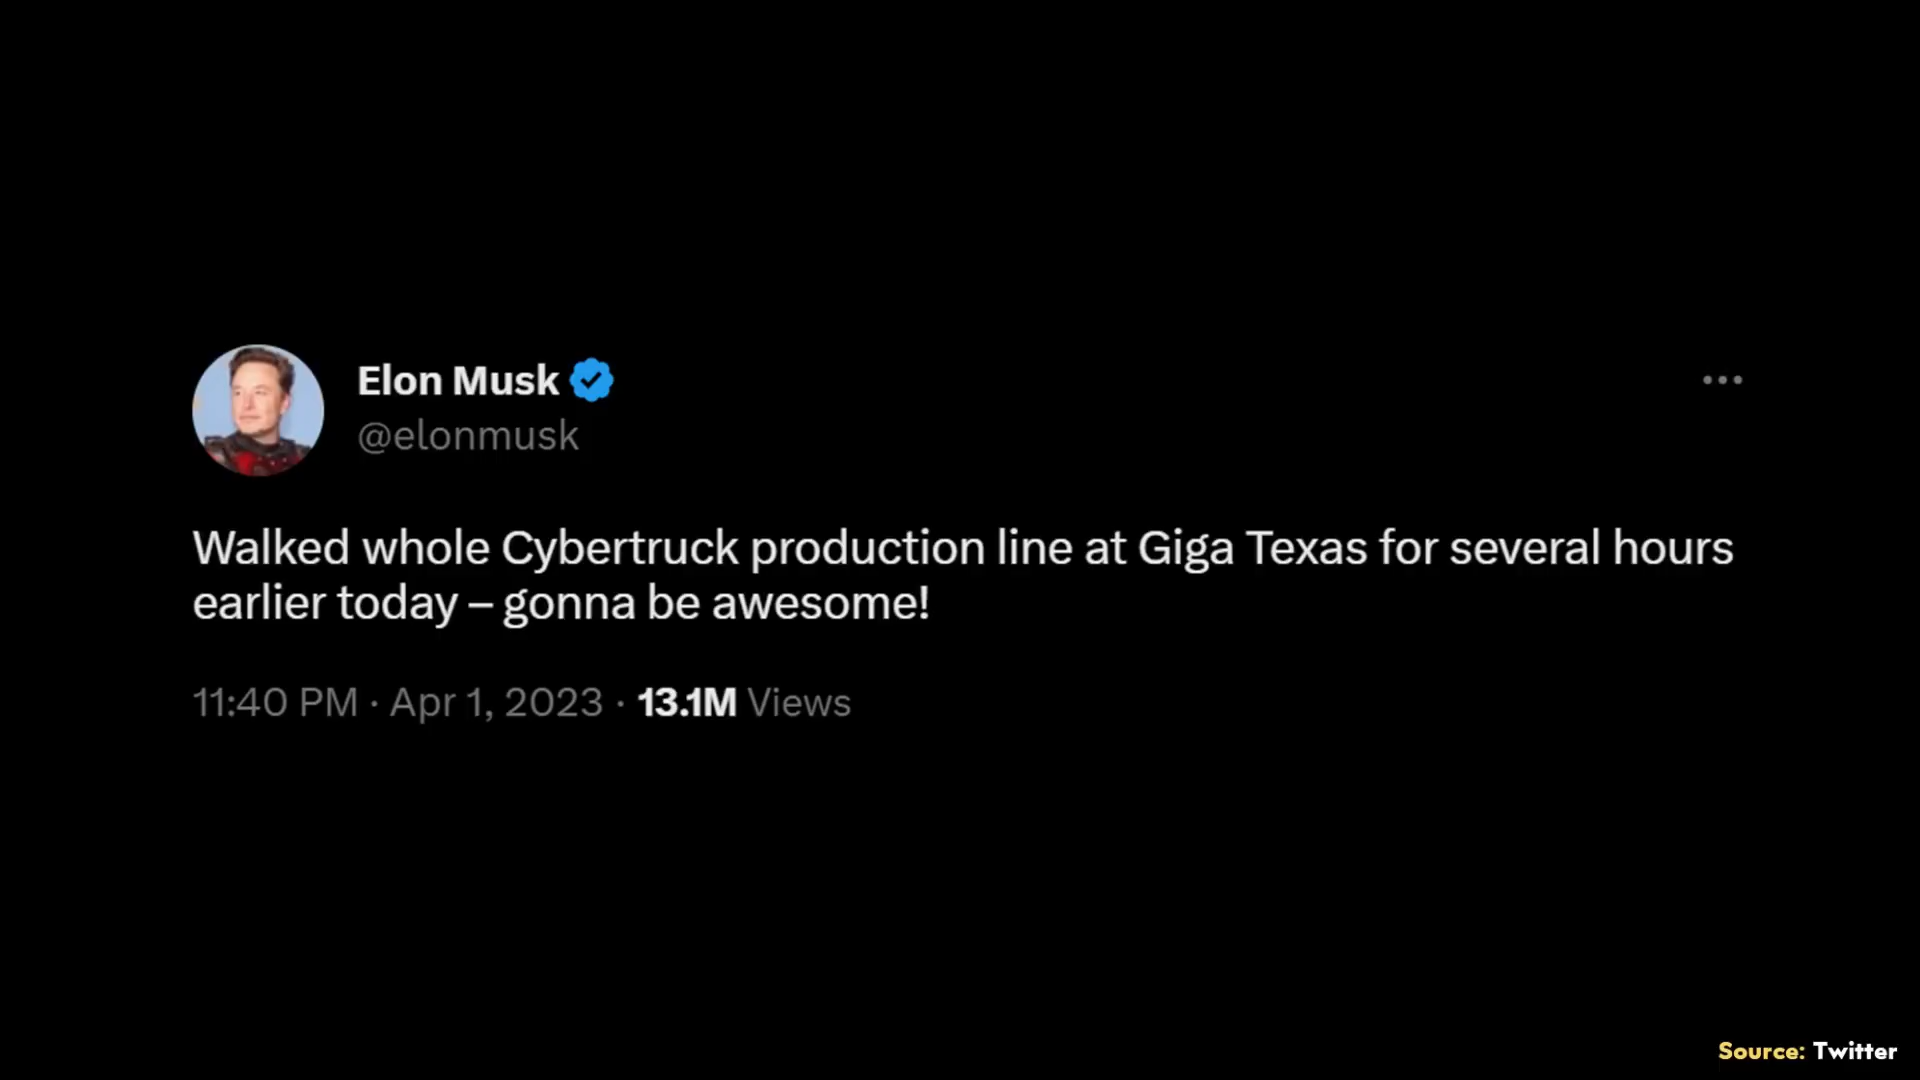 Elon Musk
@elonmusk
Walked whole Cybertruck production line at Giga Texas for several hours
earlier today – gonna be awesome!
11:40 PM · Apr 1, 2023 · 13.1M Views
Source: Twitter